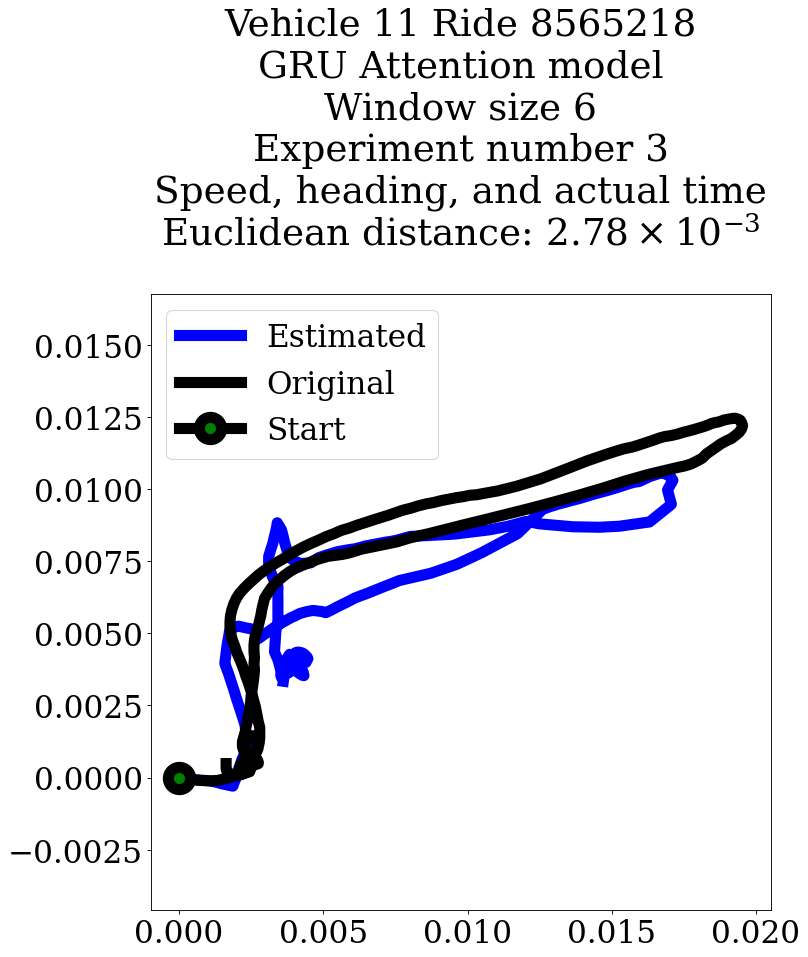 Vehicle 11 Ride 8565218
GRU Attention model
Window size 6
Experiment number 3
Speed, heading, and actual time
Euclidean distance: 2.78 × 10⁻³
Estimated
Original
Start
0.0150
0.0125
0.0100
0.0075
0.0050
0.0025
0.0000
−0.0025
0.000 0.005 0.010 0.015 0.020